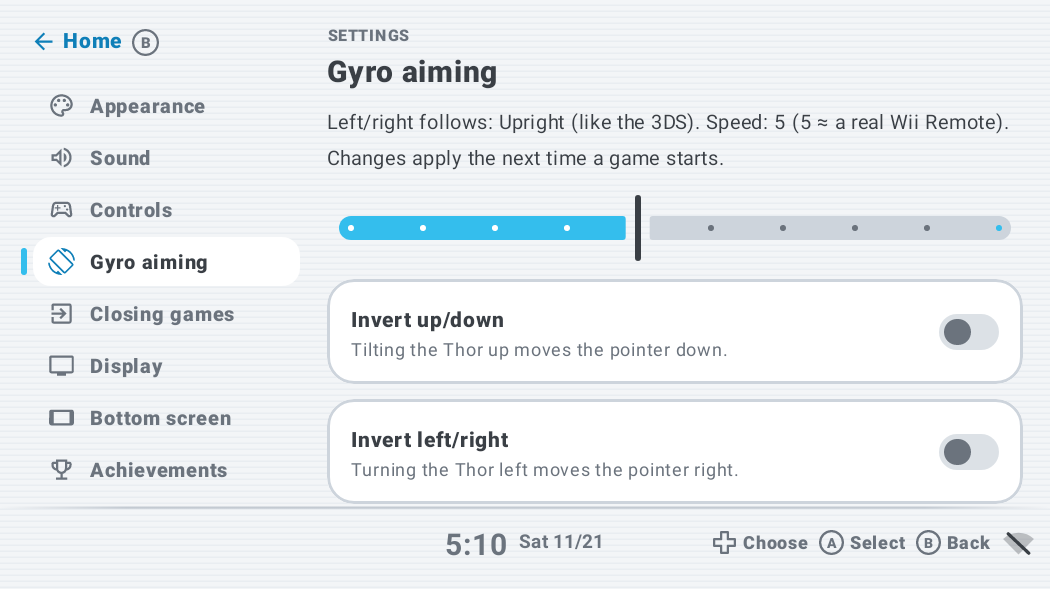 Home B
Appearance
Sound
Controls
Gyro aiming
Closing games
Display
Bottom screen
Achievements
SETTINGS
Gyro aiming
Left/right follows: Upright (like the 3DS). Speed: 5 (5 ≈ a real Wii Remote).
Changes apply the next time a game starts.
Invert up/down
Tilting the Thor up moves the pointer down.
Invert left/right
Turning the Thor left moves the pointer right.
5:10 Sat 11/21
Choose A Select B Back